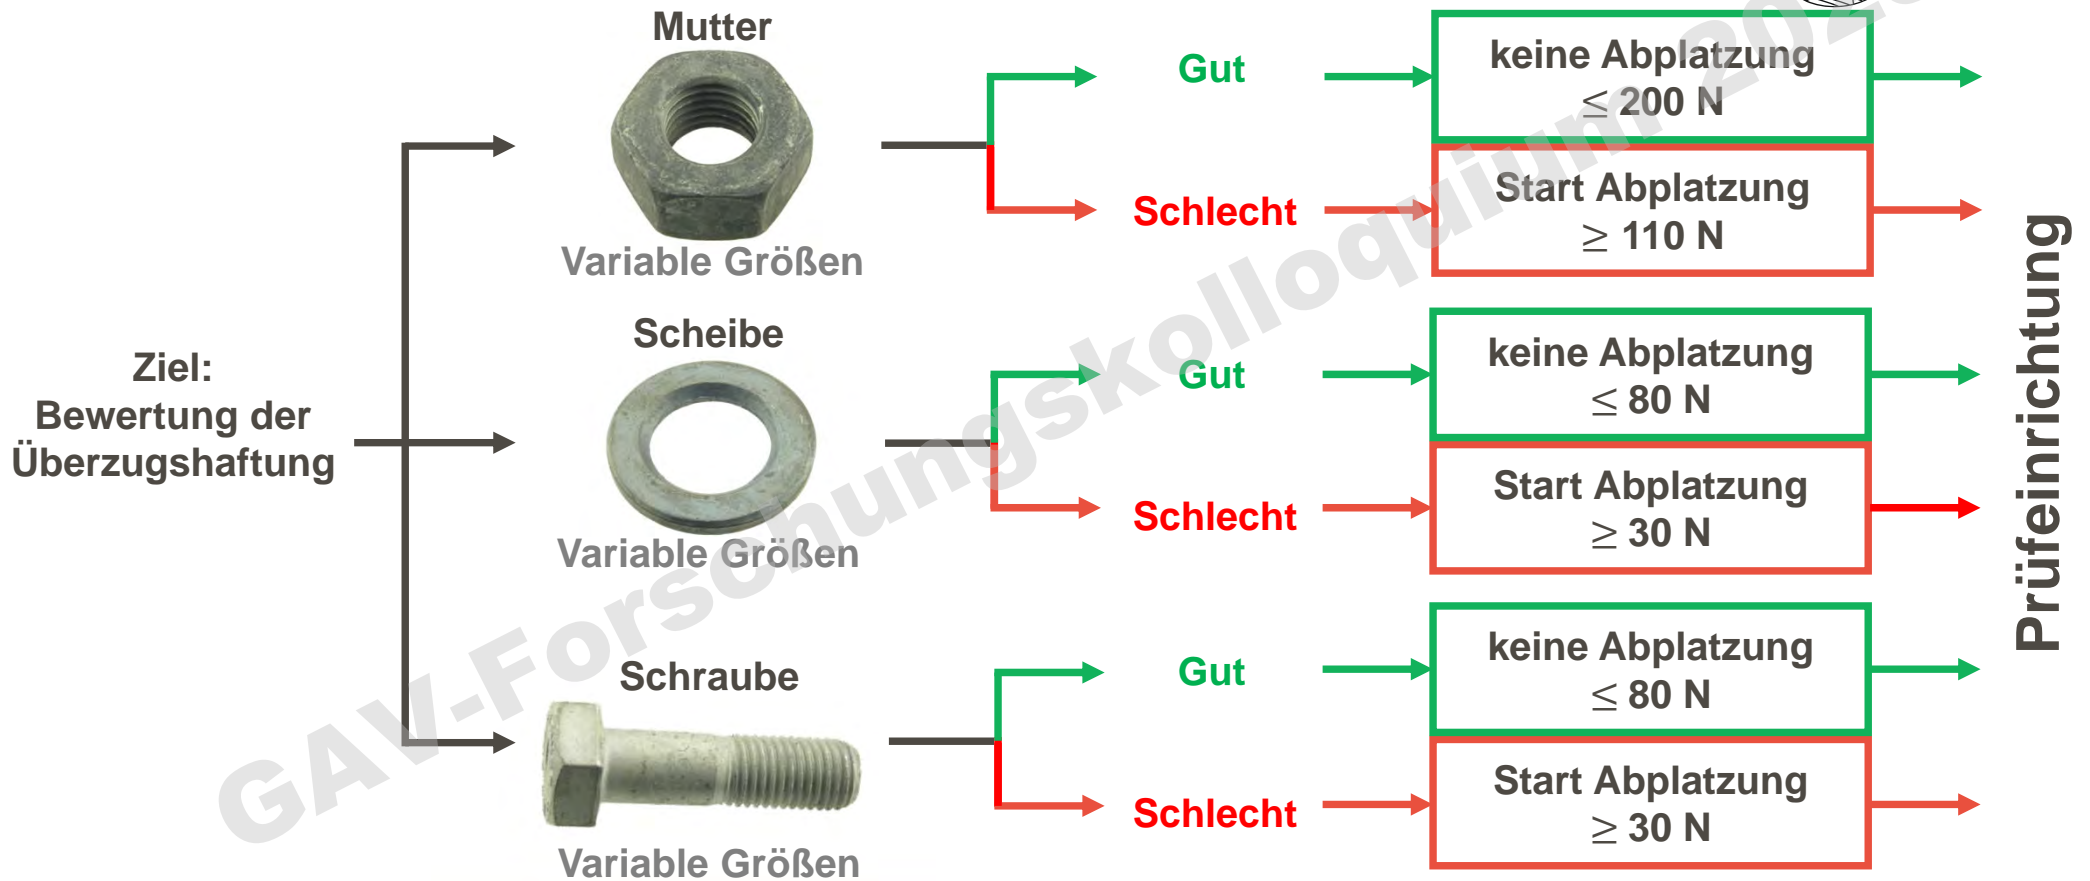 Mutter
Variable Größen
Gut
keine Abplatzung
≤ 200 N
Schlecht
Start Abplatzung
≥ 110 N
Ziel:
Bewertung der
Überzugshaftung
Scheibe
Variable Größen
Gut
keine Abplatzung
≤ 80 N
Schlecht
Start Abplatzung
≥ 30 N
Schraube
Variable Größen
Gut
keine Abplatzung
≤ 80 N
Schlecht
Start Abplatzung
≥ 30 N
Prüfeinrichtung
GAV-Forschungskolloquium